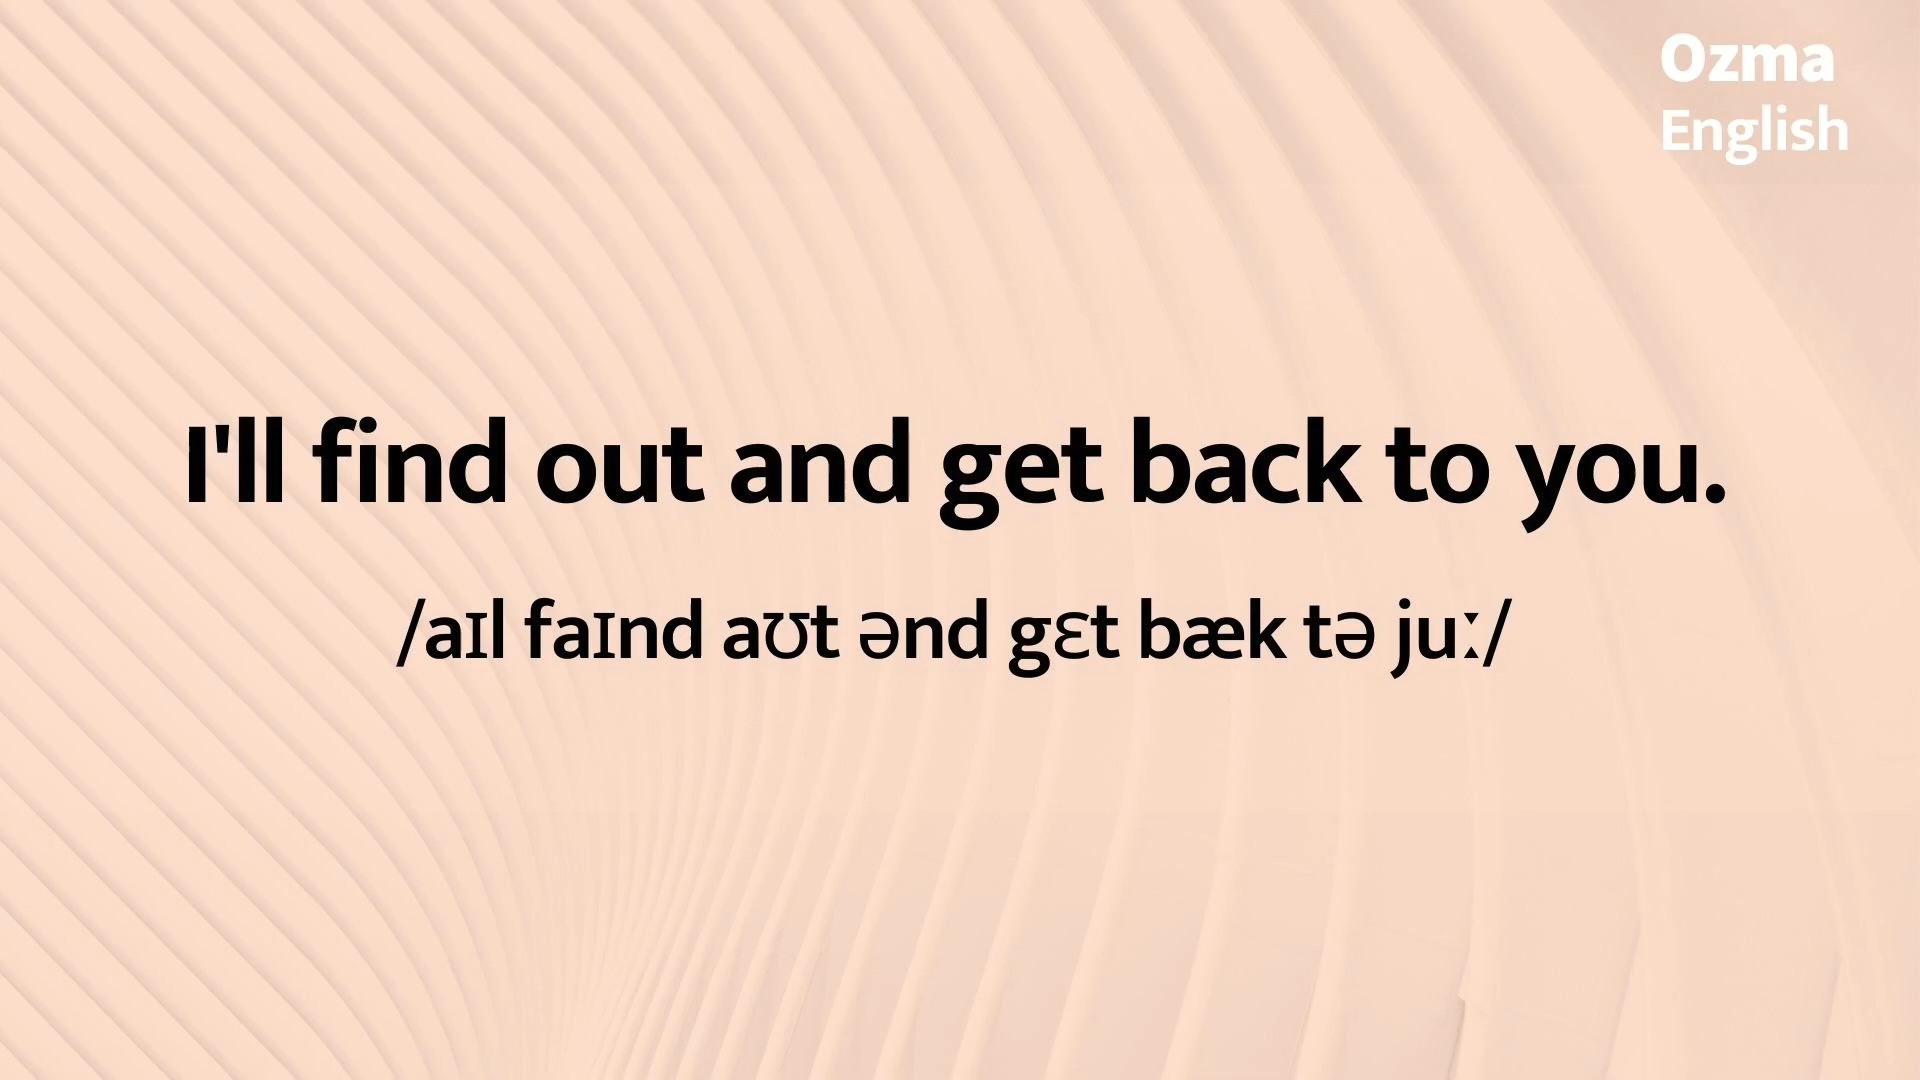 Ozma
English
I'll find out and get back to you.
/aɪl faɪnd aʊt ənd gɛt bæk tə juː/